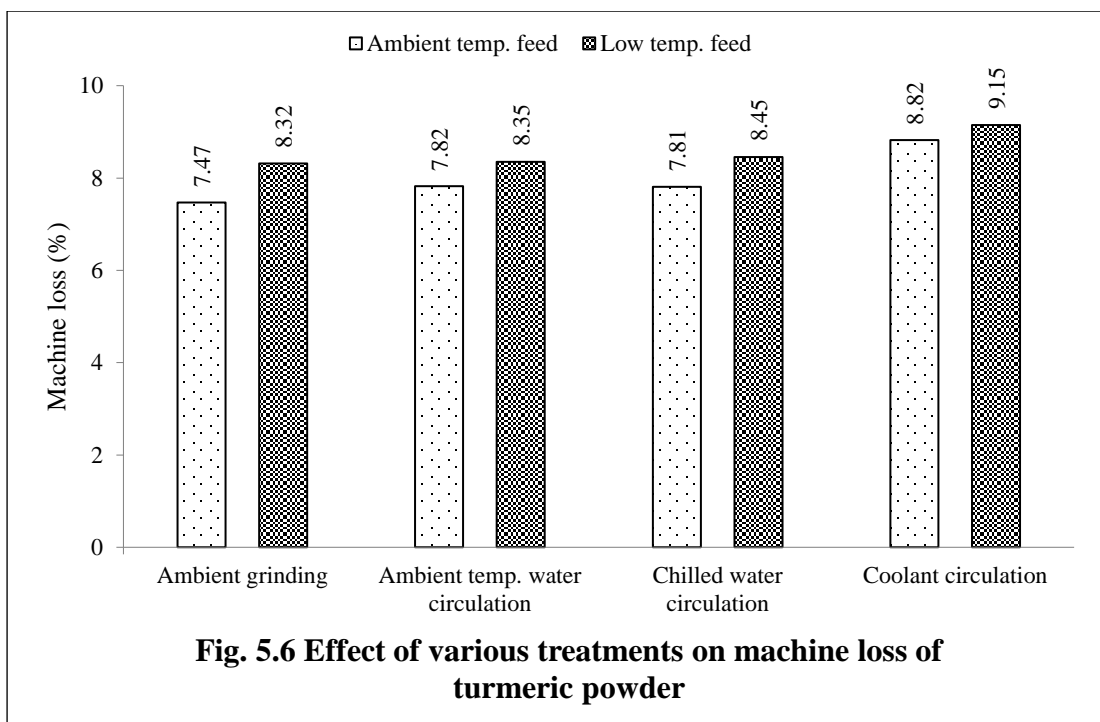 Ambient temp. feed Low temp. feed
10
8
6
4
2
0
Machine loss (%)
7.47
8.32
7.82
8.35
7.81
8.45
8.82
9.15
Ambient grinding
Ambient temp. water
circulation
Chilled water
circulation
Coolant circulation
Fig. 5.6 Effect of various treatments on machine loss of
turmeric powder